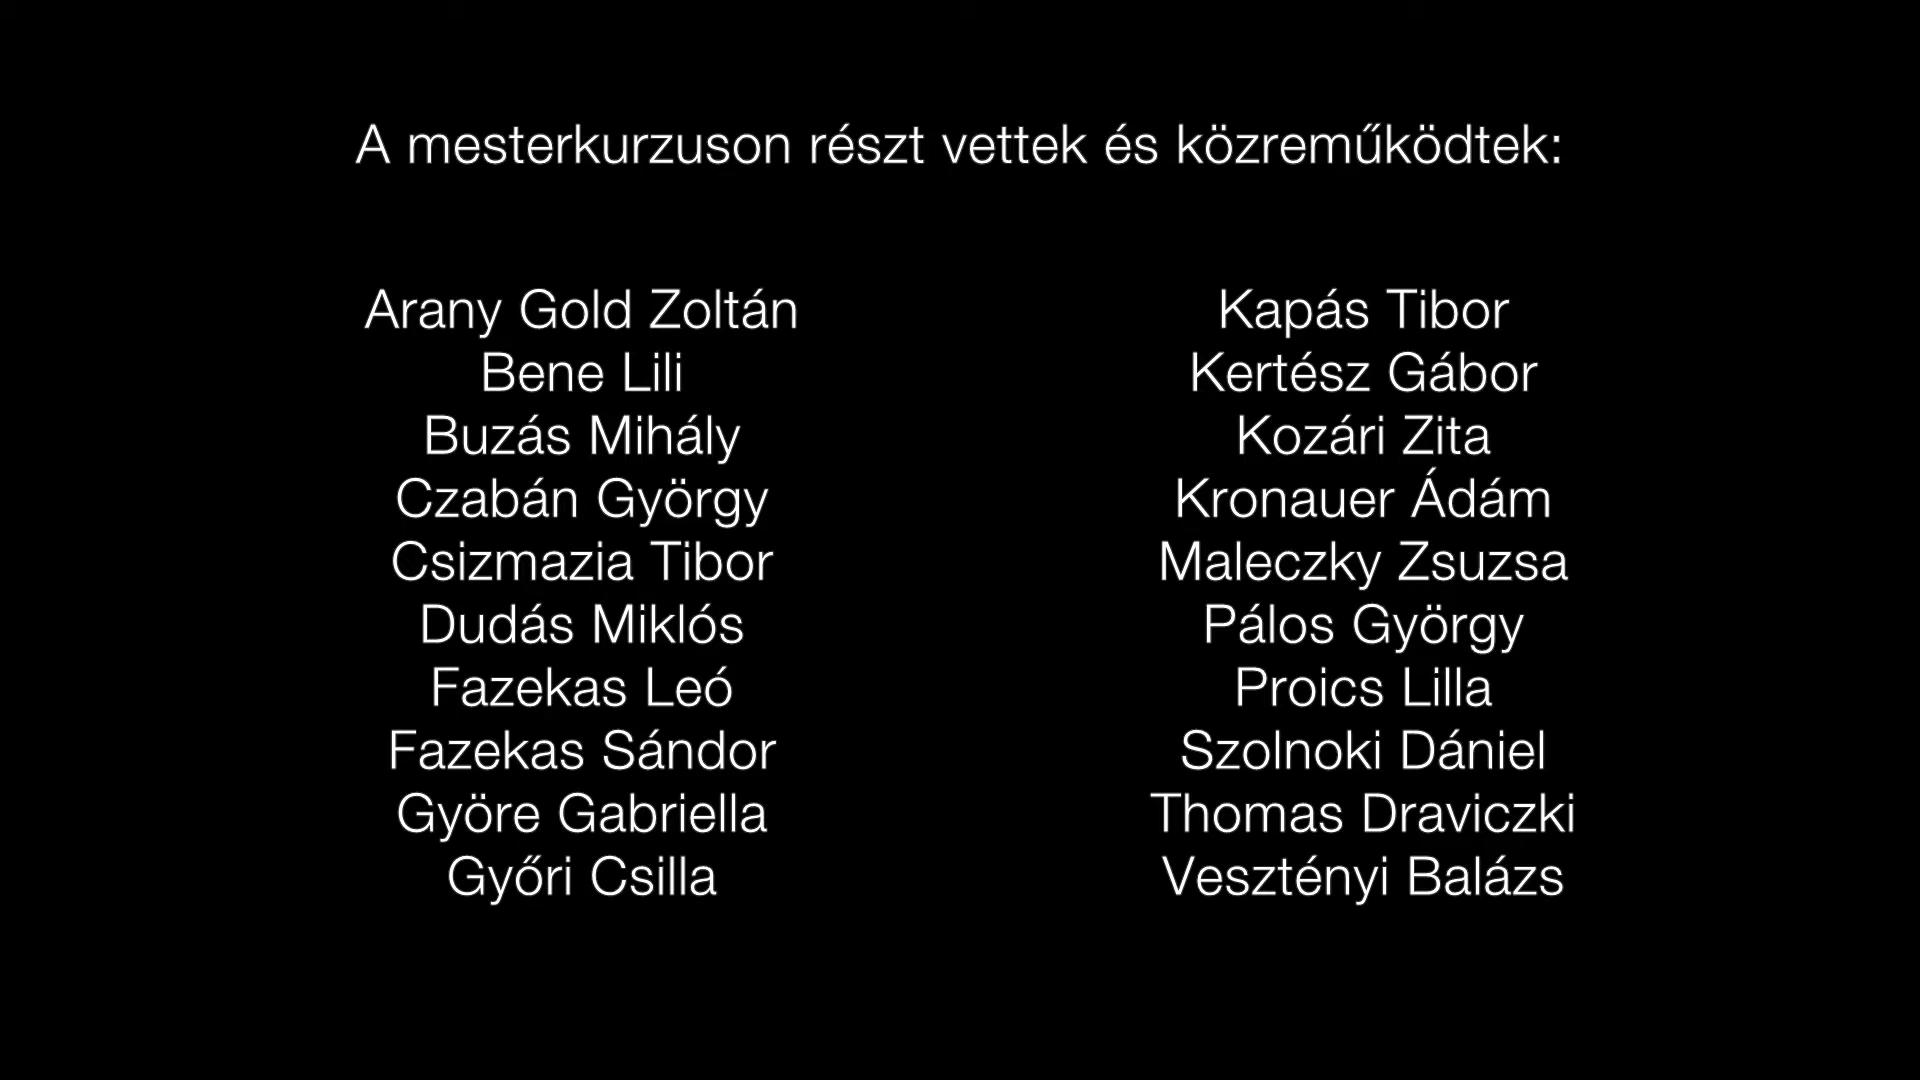 A mesterkurzuson részt vettek és közreműködtek:
Arany Gold Zoltán
Bene Lili
Buzás Mihály
Czabán György
Csizmazia Tibor
Dudás Miklós
Fazekas Leó
Fazekas Sándor
Györe Gabriella
Győri Csilla
Kapás Tibor
Kertész Gábor
Kozári Zita
Kronauer Ádám
Maleczky Zsuzsa
Pálos György
Proics Lilla
Szolnoki Dániel
Thomas Draviczki
Vesztényi Balázs